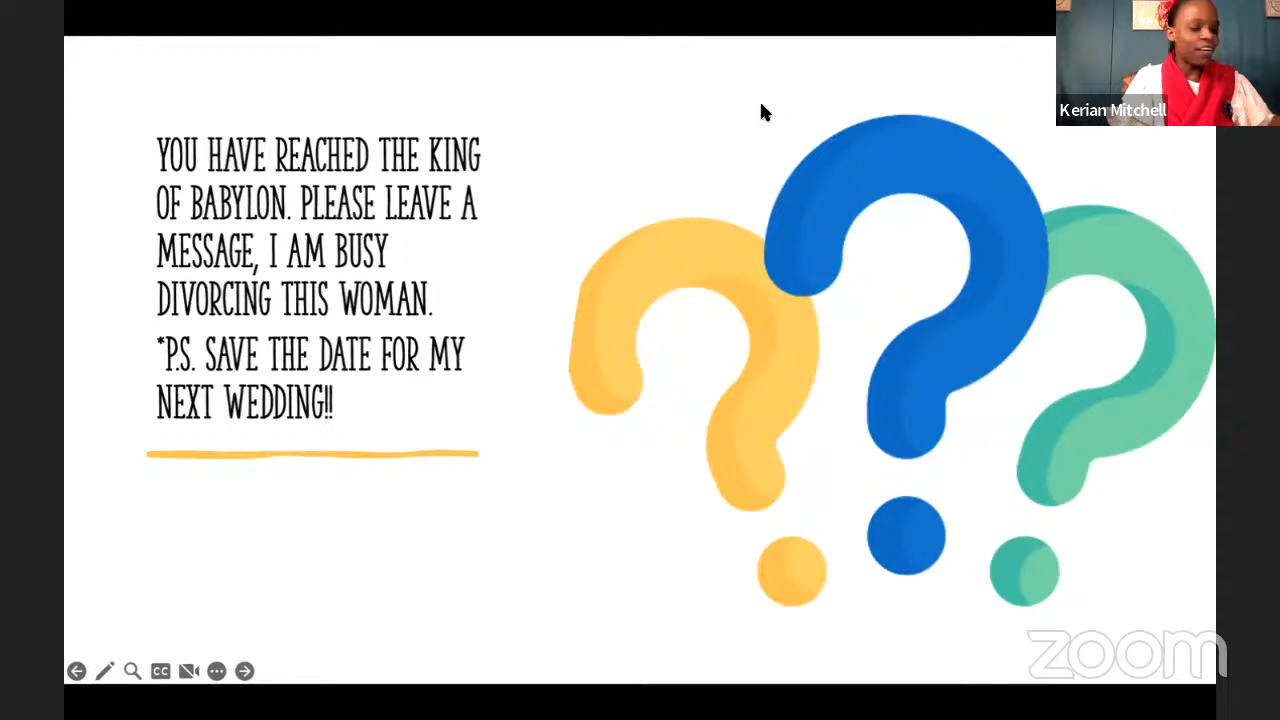 Kerian Mitchell
YOU HAVE REACHED THE KING
OF BABYLON. PLEASE LEAVE A
MESSAGE, I AM BUSY
DIVORCING THIS WOMAN.
*P.S. SAVE THE DATE FOR MY
NEXT WEDDING!!
CC
zoom